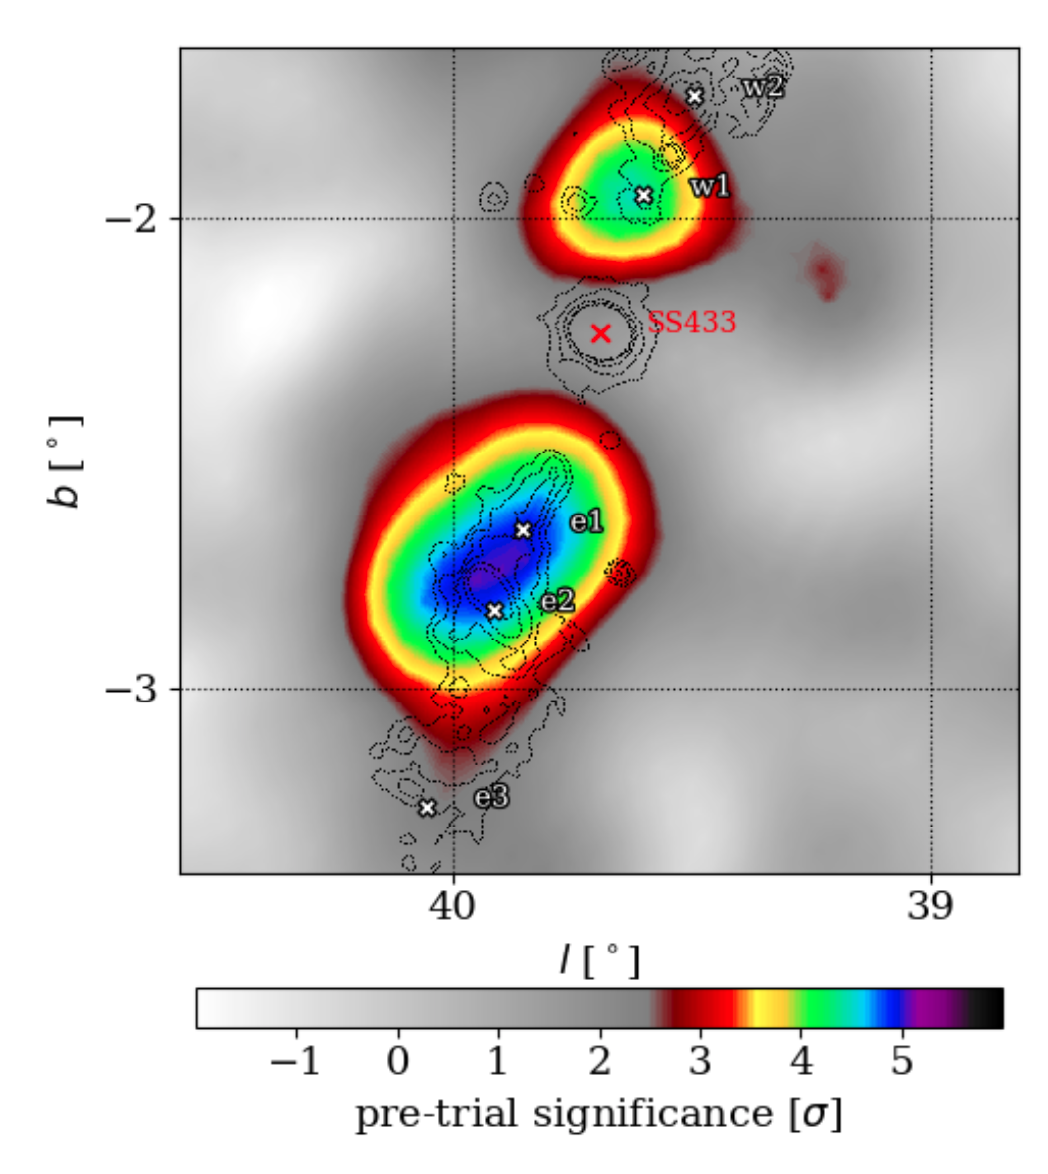 w2
w1
−2
SS433
b [°]
e1
e2
−3
e3
40
39
l [°]
−1
0
1
2
3
4
5
pre-trial significance [σ]